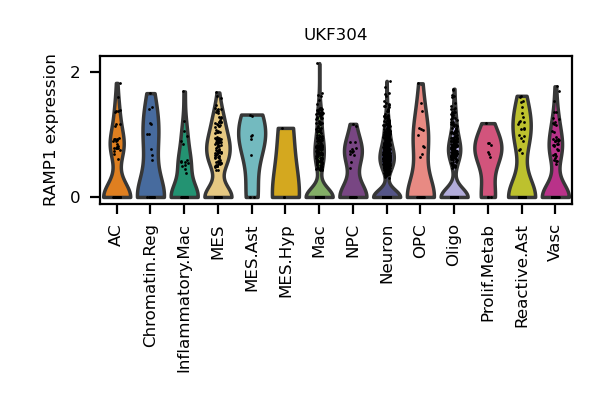 UKF304
RAMP1 expression
2
0
AC
Chromatin.Reg
Inflammatory.Mac
MES
MES.Ast
MES.Hyp
Mac
NPC
Neuron
OPC
Oligo
Prolif.Metab
Reactive.Ast
Vasc